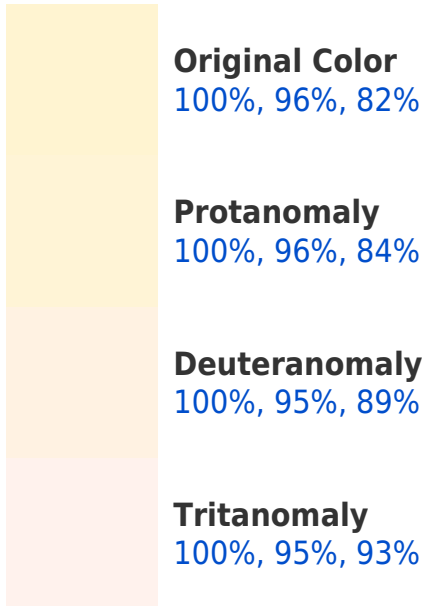 Original Color
100%, 96%, 82%
Protanomaly
100%, 96%, 84%
Deuteranomaly
100%, 95%, 89%
Tritanomaly
100%, 95%, 93%